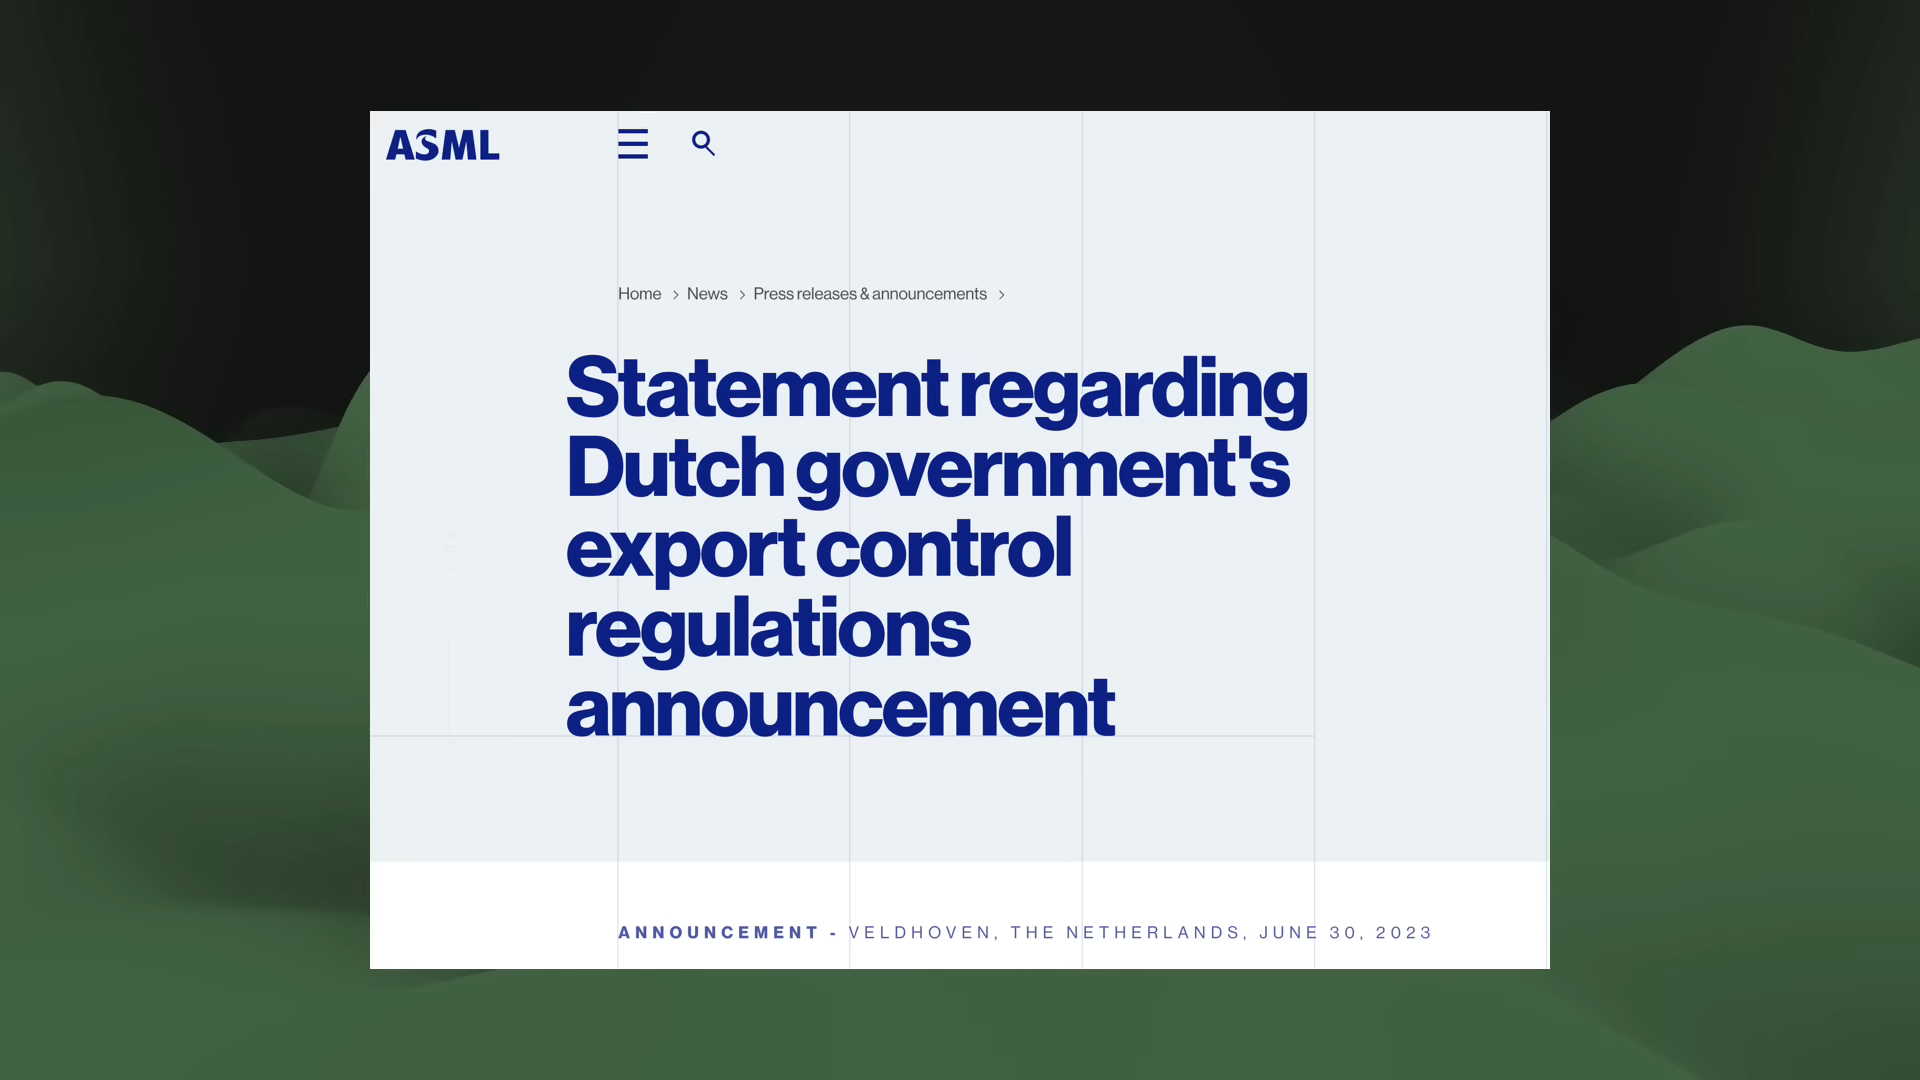 ASML
Home > News > Press releases & announcements >
Statement regarding
Dutch government's
export control
regulations
announcement
ANNOUNCEMENT - VELDHOVEN, THE NETHERLANDS, JUNE 30, 2023